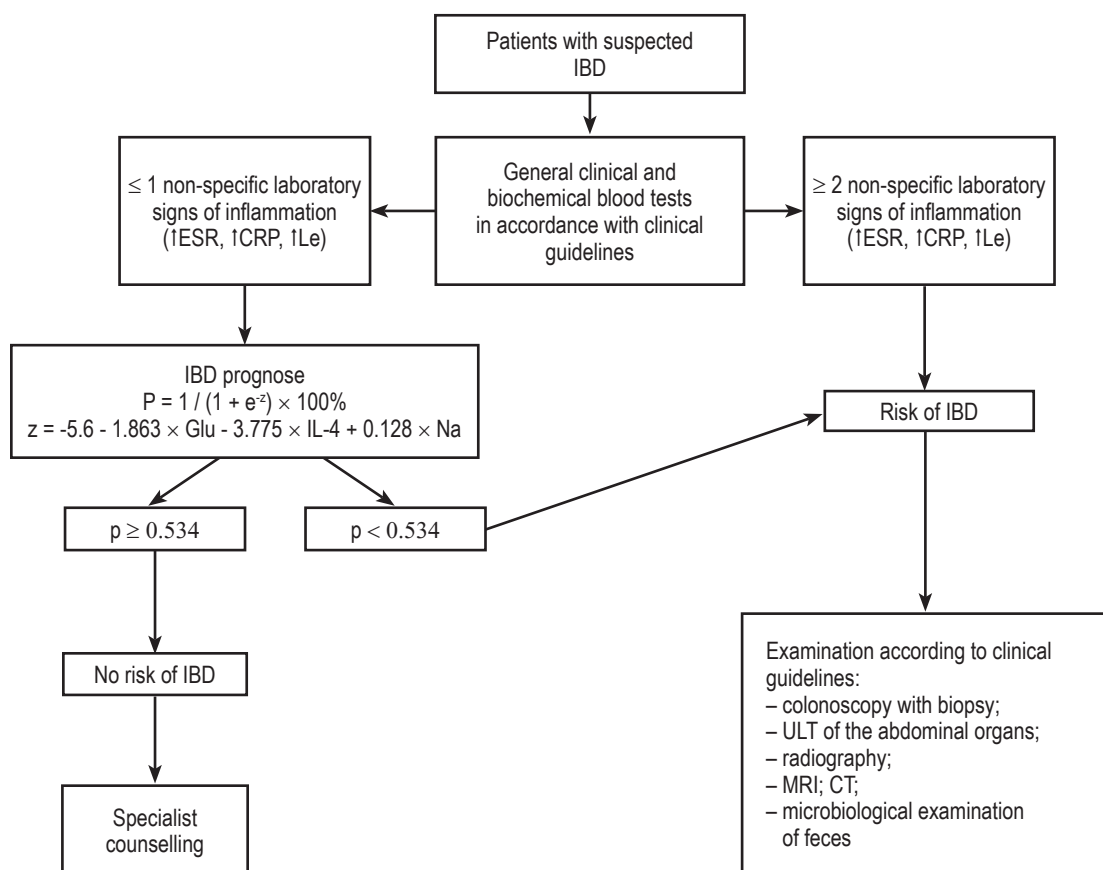 Patients with suspected
IBD
≤ 1 non-specific laboratory
signs of inflammation
(↑ESR, ↑CRP, ↑Le)
General clinical and
biochemical blood tests
in accordance with clinical
guidelines
≥ 2 non-specific laboratory
signs of inflammation
(↑ESR, ↑CRP, ↑Le)
IBD prognose
P = 1 / (1 + e⁻ᶻ) × 100%
z = -5.6 - 1.863 × Glu - 3.775 × IL-4 + 0.128 × Na
Risk of IBD
p ≥ 0.534
p < 0.534
No risk of IBD
Specialist
counselling
Examination according to clinical
guidelines:
– colonoscopy with biopsy;
– ULT of the abdominal organs;
– radiography;
– MRI; CT;
– microbiological examination
of feces